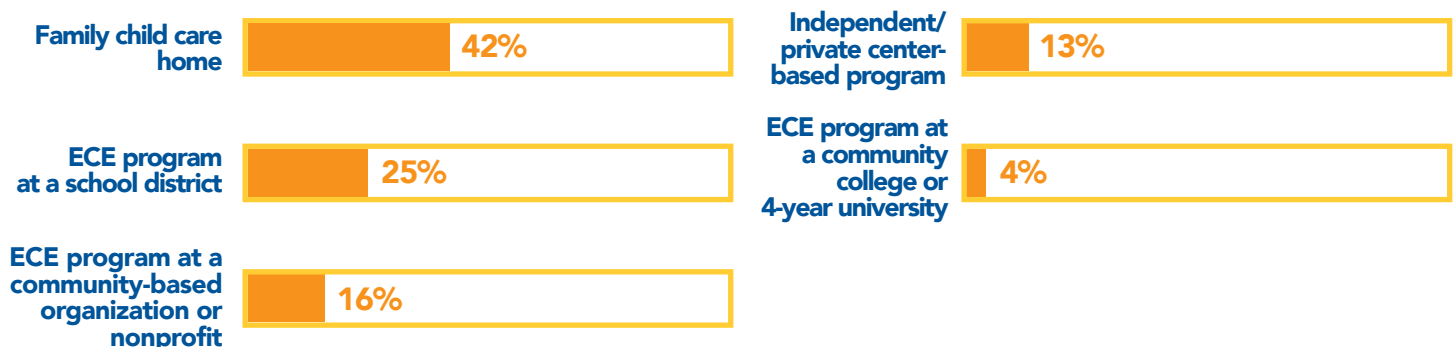 Family child care
home
42%
ECE program
at a school district
25%
ECE program at a
community-based
organization or
nonprofit
16%
Independent/
private center-
based program
13%
ECE program at
a community
college or
4-year university
4%